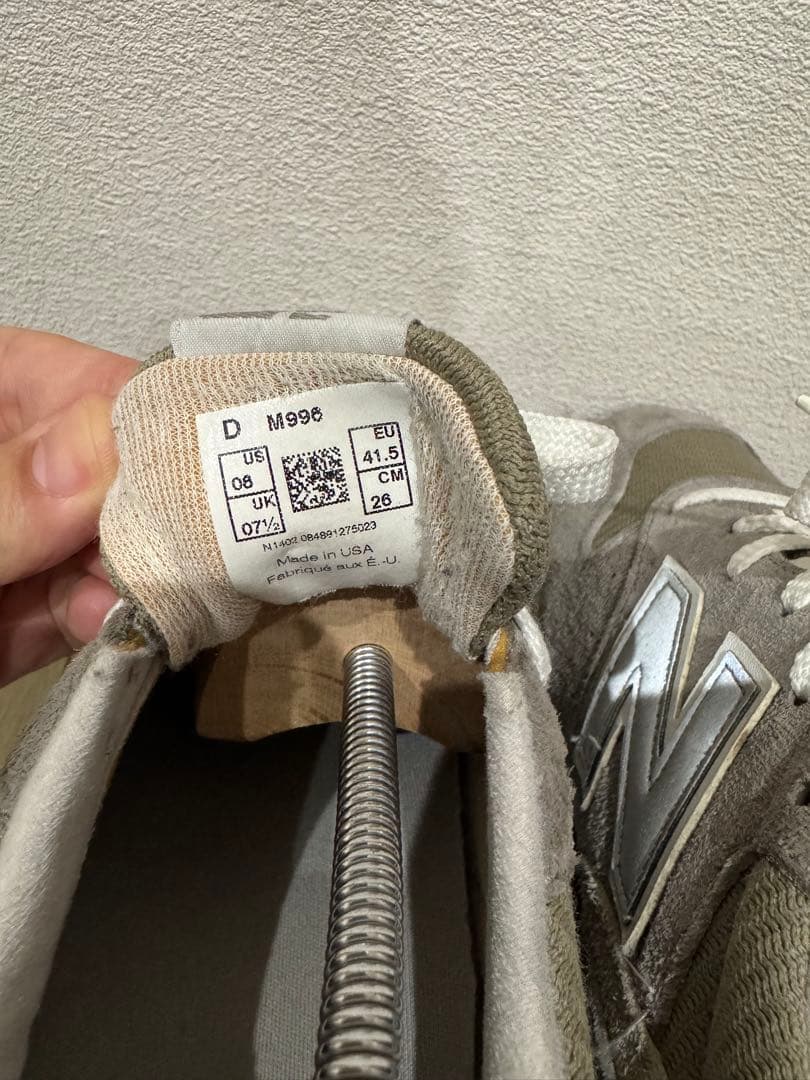 D M996
US EU
08 41.5
UK CM
07½ 26
N1402 084891275023
Made in USA
Fabriqué aux É.-U.
N